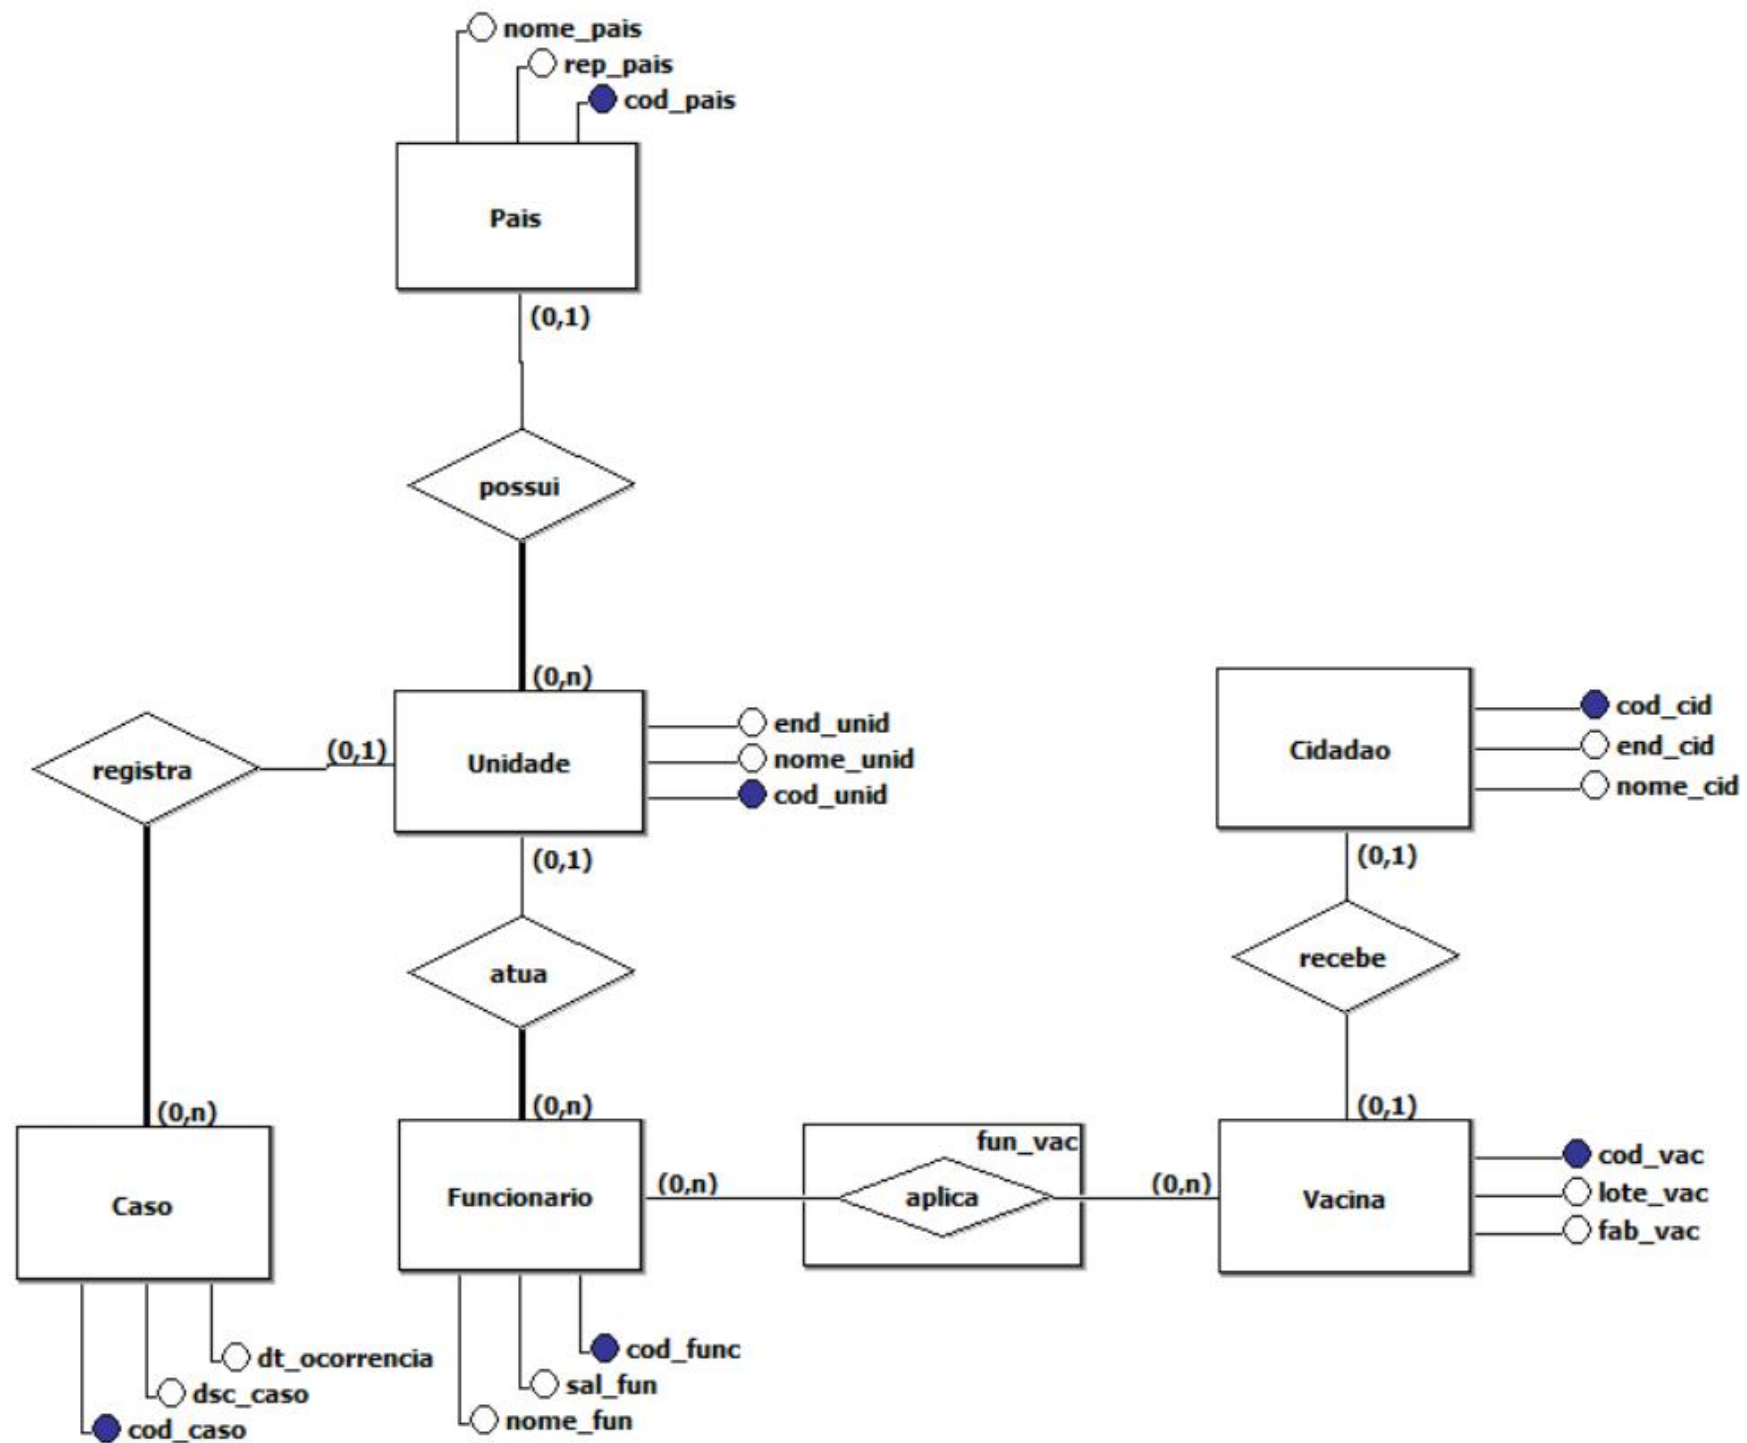 nome_pais
rep_pais
cod_pais
Pais
(0,1)
possui
(0,n)
Unidade
end_unid
nome_unid
cod_unid
(0,1)
registra
(0,1)
atua
(0,n)
(0,n)
Caso
dt_ocorrencia
dsc_caso
cod_caso
Funcionario
cod_func
sal_fun
nome_fun
(0,n)
fun_vac
aplica
(0,n)
Cidadao
cod_cid
end_cid
nome_cid
(0,1)
recebe
(0,1)
Vacina
cod_vac
lote_vac
fab_vac